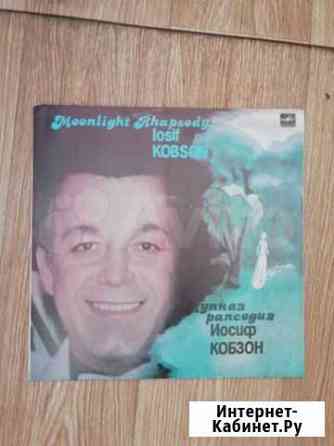 Moonlight Rhapsody
Iosif
KOBSON
Лунная
рапсодия
Иосиф
КОБЗОН
Интернет-
Кабинет.Ру